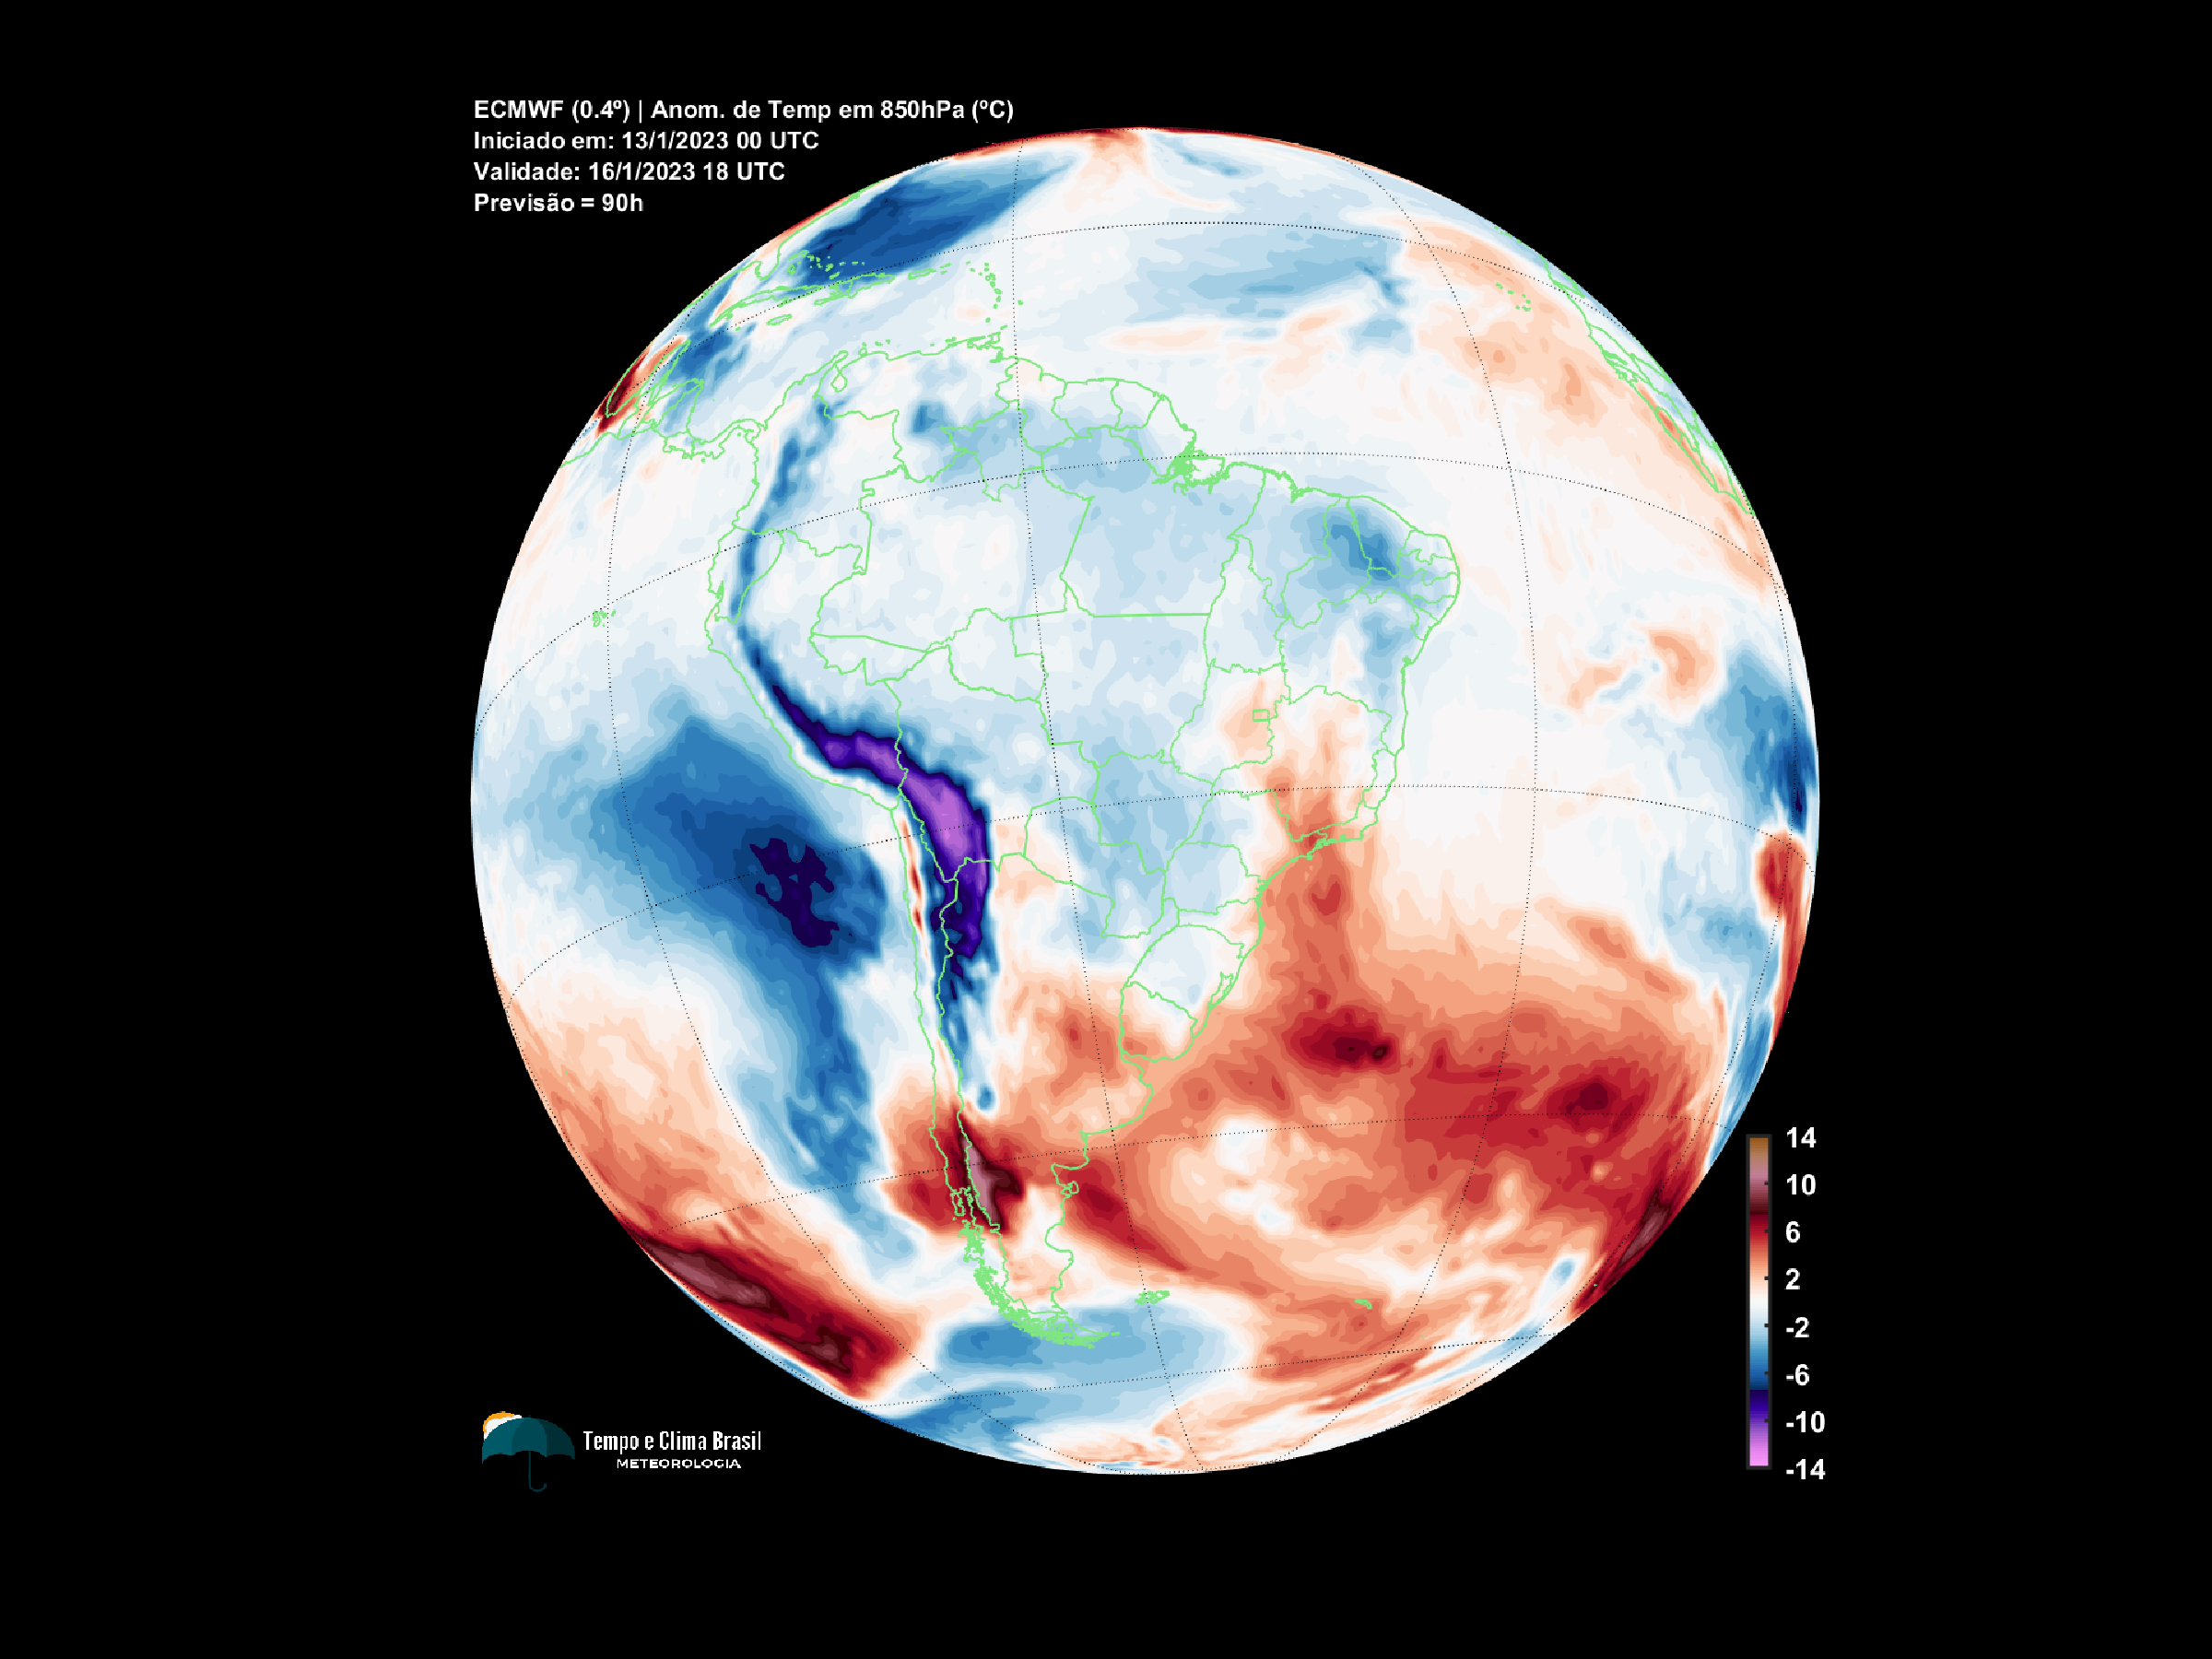 ECMWF (0.4º) | Anom. de Temp em 850hPa (ºC)
Iniciado em: 13/1/2023 00 UTC
Validade: 16/1/2023 18 UTC
Previsão = 90h
14
10
6
2
-2
-6
-10
-14
Tempo e Clima Brasil
METEOROLOGIA